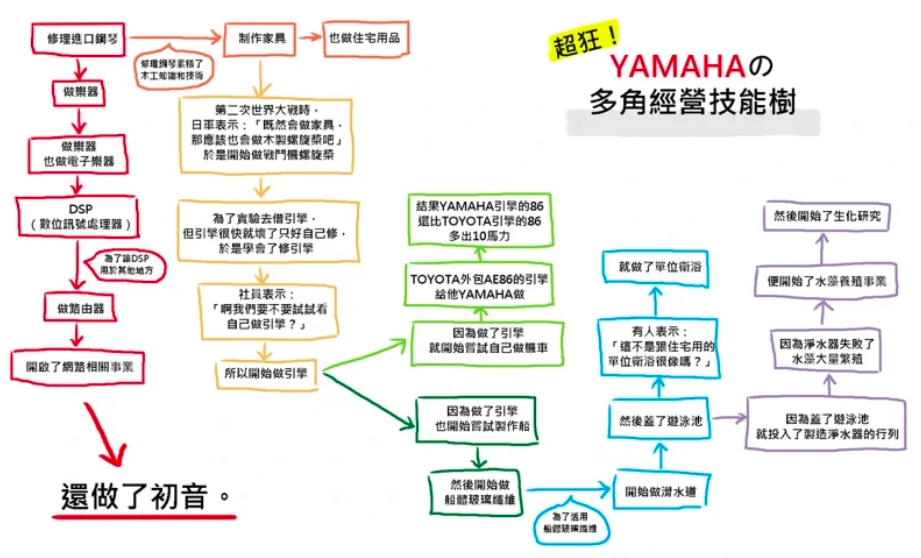 超狂！
YAMAHAの
多角經營技能樹
修理進口鋼琴
修理鋼琴累積了
木工知識和技術
制作家具
也做住宅用品
做樂器
做樂器
也做電子樂器
DSP
（數位訊號處理器）
為了讓DSP
用於其他地方
做路由器
開啟了網路相關事業
還做了初音。
第二次世界大戰時，
日軍表示：「既然會做家具，
那應該也會做木製螺旋槳吧」
於是開始做戰鬥機螺旋槳
為了實驗去借引擎，
但引擎很快就壞了只好自己修，
於是學會了修引擎
社員表示：
「啊我們要不要試試看
自己做引擎？」
所以開始做引擎
結果YAMAHA引擎的86
還比TOYOTA引擎的86
多出10馬力
TOYOTA外包AE86的引擎
給他YAMAHA做
因為做了引擎
就開始嘗試自己做機車
因為做了引擎
也開始嘗試製作船
然後開始做
船體玻璃纖維
為了活用
船體玻璃纖維
開始做滑水道
然後蓋了遊泳池
有人表示：
「這不是跟住宅用的
單位衛浴很像嗎？」
就做了單位衛浴
因為蓋了遊泳池
就投入了製造淨水器的行列
因為淨水器失敗了
水藻大量繁殖
便開始了水藻養殖事業
然後開始了生化研究